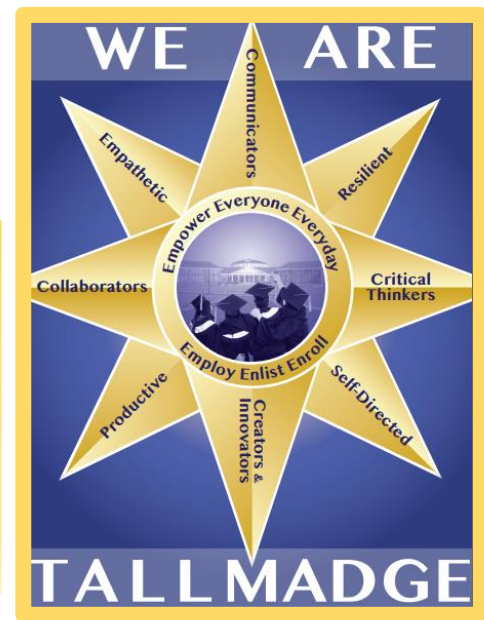 WE ARE
Communicators
Empathetic
Resilient
Empower Everyone Everyday
Collaborators
Critical
Thinkers
Employ Enlist Enroll
Productive
Self-Directed
Creators &
Innovators
TALLMADGE